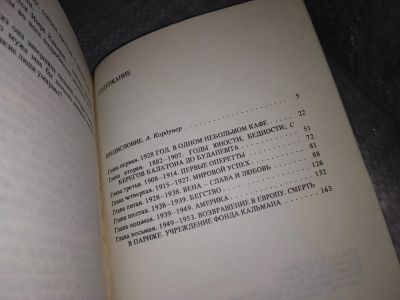 СОДЕРЖАНИЕ
ПРЕДИСЛОВИЕ. А. Кордунер 5
Глава первая. 1928 ГОД. В ОДНОМ НЕБОЛЬШОМ КАФЕ 22
Глава вторая. 1882–1907. ГОДЫ ЮНОСТИ, БЕДНОСТИ; С
БЕРЕГОВ БАЛАТОНА ДО БУДАПЕШТА 51
Глава третья. 1908–1914. ПЕРВЫЕ ОПЕРЕТТЫ 72
Глава четвертая. 1915–1927. МИРОВОЙ УСПЕХ 88
Глава пятая. 1928–1938. ВЕНА – СЛАВА И ЛЮБОВЬ 126
Глава шестая. 1938–1939. БЕГСТВО 132
Глава седьмая. 1939–1949. АМЕРИКА
Глава восьмая. 1949–1953. ВОЗВРАЩЕНИЕ В ЕВРОПУ. СМЕРТЬ
В ПАРИЖЕ. УЧРЕЖДЕНИЕ ФОНДА КАЛЬМАНА 163